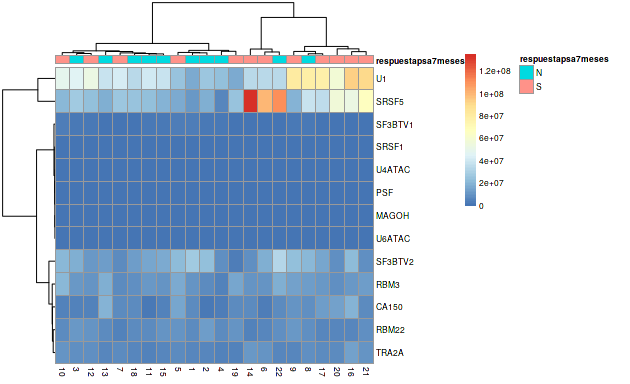 respuestapsa7meses
U1
SRSF5
SF3BTV1
SRSF1
U4ATAC
PSF
MAGOH
U6ATAC
SF3BTV2
RBM3
CA150
RBM22
TRA2A
10 3 12 13 7 18 11 15 5 1 2 4 19 14 6 22 9 8 17 20 16 21
1.2e+08
1e+08
8e+07
6e+07
4e+07
2e+07
0
respuestapsa7meses
N
S